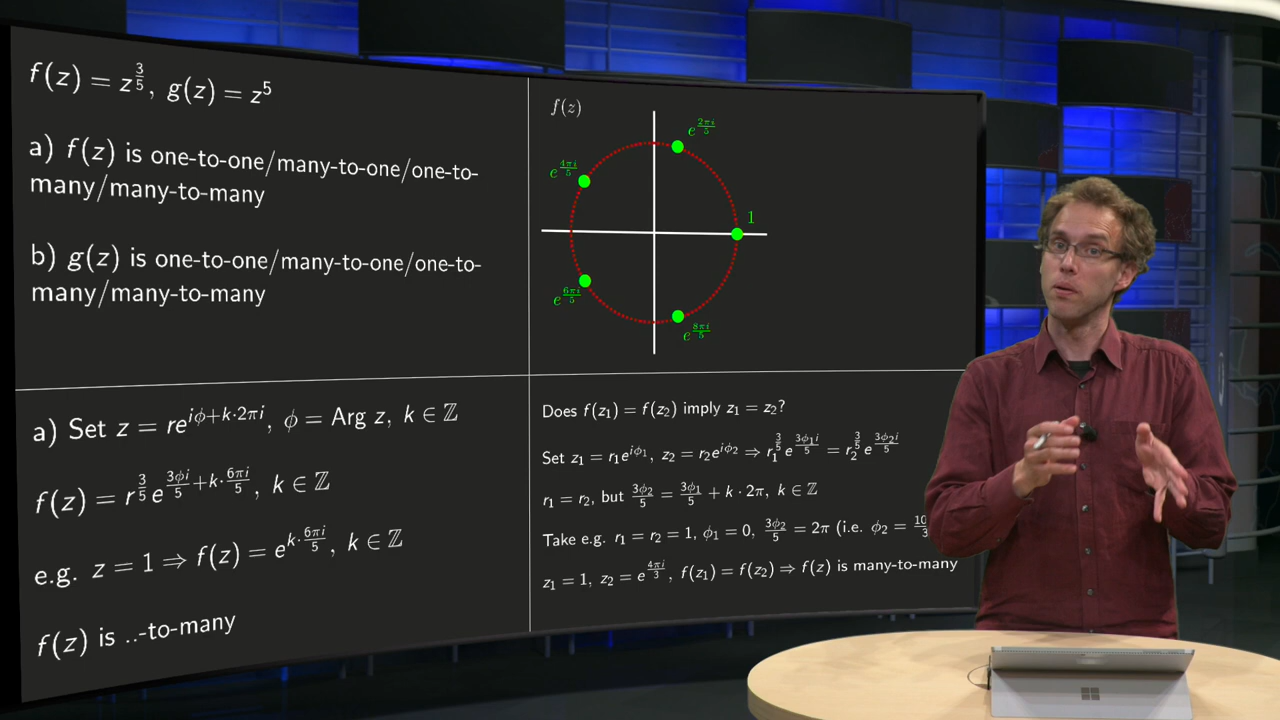 f(z) = z^{3/5}, g(z) = z^5
a) f(z) is one-to-one/many-to-one/one-to-
many/many-to-many
b) g(z) is one-to-one/many-to-one/one-to-
many/many-to-many
f(z)
e^{2πi/5}
e^{4πi/5}
1
e^{6πi/5}
e^{8πi/5}
a) Set z = re^{iϕ+k·2πi}, ϕ = Arg z, k ∈ ℤ
f(z) = r^{3/5} e^{3ϕi/5 + k·6πi/5}, k ∈ ℤ
e.g. z = 1 ⇒ f(z) = e^{k·6πi/5}, k ∈ ℤ
f(z) is ..-to-many
Does f(z₁) = f(z₂) imply z₁ = z₂?
Set z₁ = r₁e^{iϕ₁}, z₂ = r₂e^{iϕ₂} ⇒ r₁^{3/5} e^{3ϕ₁i/5} = r₂^{3/5} e^{3ϕ₂i/5}
r₁ = r₂, but 3ϕ₂/5 = 3ϕ₁/5 + k · 2π, k ∈ ℤ
Take e.g. r₁ = r₂ = 1, ϕ₁ = 0, 3ϕ₂/5 = 2π (i.e. ϕ₂ = 10/3
z₁ = 1, z₂ = e^{4πi/3}, f(z₁) = f(z₂) ⇒ f(z) is many-to-many